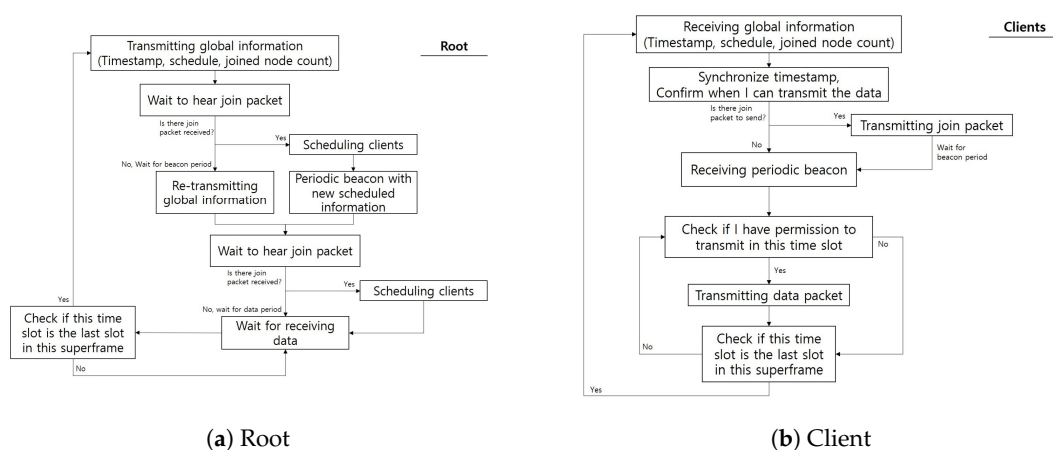 Root
Transmitting global information
(Timestamp, schedule, joined node count)
Wait to hear join packet
Is there join
packet received?
Yes
Scheduling clients
No, Wait for beacon period
Re-transmitting
global information
Periodic beacon with
new scheduled
information
Wait to hear join packet
Is there join
packet received?
Yes
Scheduling clients
No, wait for data period
Wait for receiving
data
Yes
Check if this time
slot is the last slot
in this superframe
No
(a) Root
Clients
Receiving global information
(Timestamp, schedule, joined node count)
Synchronize timestamp,
Confirm when I can transmit the data
Is there join
packet to send?
Yes
Transmitting join packet
No
Wait for
beacon period
Receiving periodic beacon
Check if I have permission to
transmit in this time slot
No
Yes
Transmitting data packet
Check if this time
slot is the last slot
in this superframe
No
Yes
(b) Client